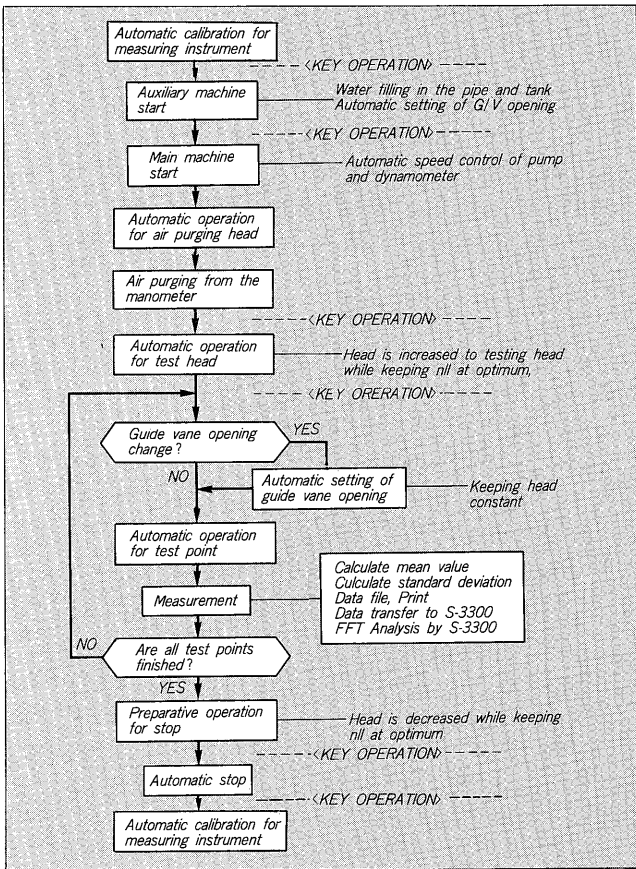 Automatic calibration for
measuring instrument
<KEY OPERATION>
Auxiliary machine
start
Water filling in the pipe and tank
Automatic setting of G/V opening
<KEY OPERATION>
Main machine
start
Automatic speed control of pump
and dynamometer
Automatic operation
for air purging head
Air purging from the
manometer
<KEY OPERATION>
Automatic operation
for test head
Head is increased to testing head
while keeping nll at optimum,
<KEY ORERATION>
Guide vane opening
change?
YES
NO
Automatic setting of
guide vane opening
Keeping head
constant
Automatic operation
for test point
Measurement
Calculate mean value
Calculate standard deviation
Data file, Print
Data transfer to S-3300
FFT Analysis by S-3300
NO
Are all test points
finished?
YES
Preparative operation
for stop
Head is decreased while keeping
nll at optimum
<KEY OPERATION>
Automatic stop
<KEY OPERATION>
Automatic calibration for
measuring instrument